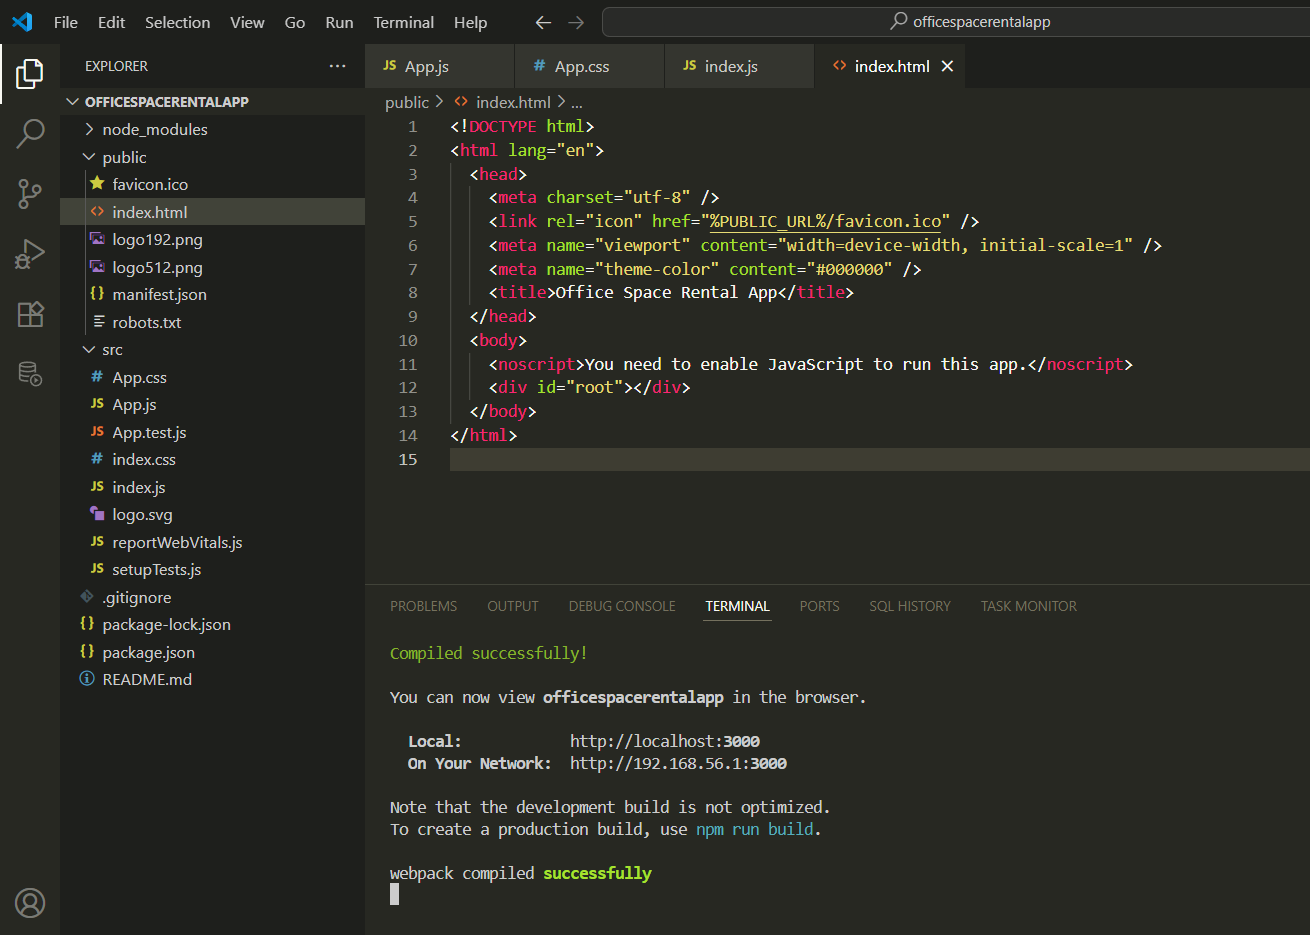 File Edit Selection View Go Run Terminal Help
officespacerentalapp
EXPLORER ...
OFFICESPACERENTALAPP
node_modules
public
favicon.ico
<> index.html
logo192.png
logo512.png
{} manifest.json
robots.txt
src
# App.css
JS App.js
JS App.test.js
# index.css
JS index.js
logo.svg
JS reportWebVitals.js
JS setupTests.js
.gitignore
{} package-lock.json
{} package.json
README.md
JS App.js # App.css JS index.js <> index.html
public > <> index.html > ...
1 <!DOCTYPE html>
2 <html lang="en">
3 <head>
4 <meta charset="utf-8" />
5 <link rel="icon" href="%PUBLIC_URL%/favicon.ico" />
6 <meta name="viewport" content="width=device-width, initial-scale=1" />
7 <meta name="theme-color" content="#000000" />
8 <title>Office Space Rental App</title>
9 </head>
10 <body>
11 <noscript>You need to enable JavaScript to run this app.</noscript>
12 <div id="root"></div>
13 </body>
14 </html>
15
PROBLEMS OUTPUT DEBUG CONSOLE TERMINAL PORTS SQL HISTORY TASK MONITOR
Compiled successfully!
You can now view officespacerentalapp in the browser.
Local: http://localhost:3000
On Your Network: http://192.168.56.1:3000
Note that the development build is not optimized.
To create a production build, use npm run build.
webpack compiled successfully